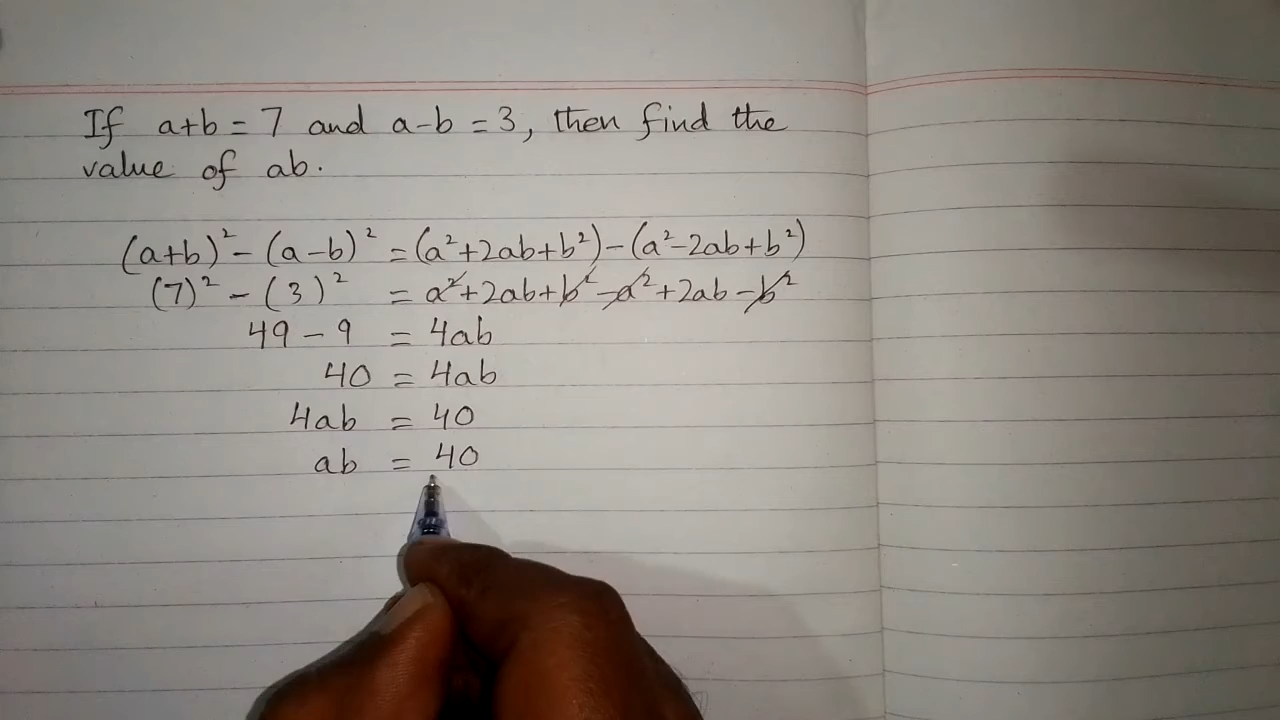 If a+b = 7 and a-b = 3, then find the
value of ab.
(a+b)² - (a-b)² = (a²+2ab+b²)-(a²-2ab+b²)
(7)² - (3)² = a²+2ab+b²-a²+2ab-b²
49 - 9 = 4ab
40 = 4ab
4ab = 40
ab = 40